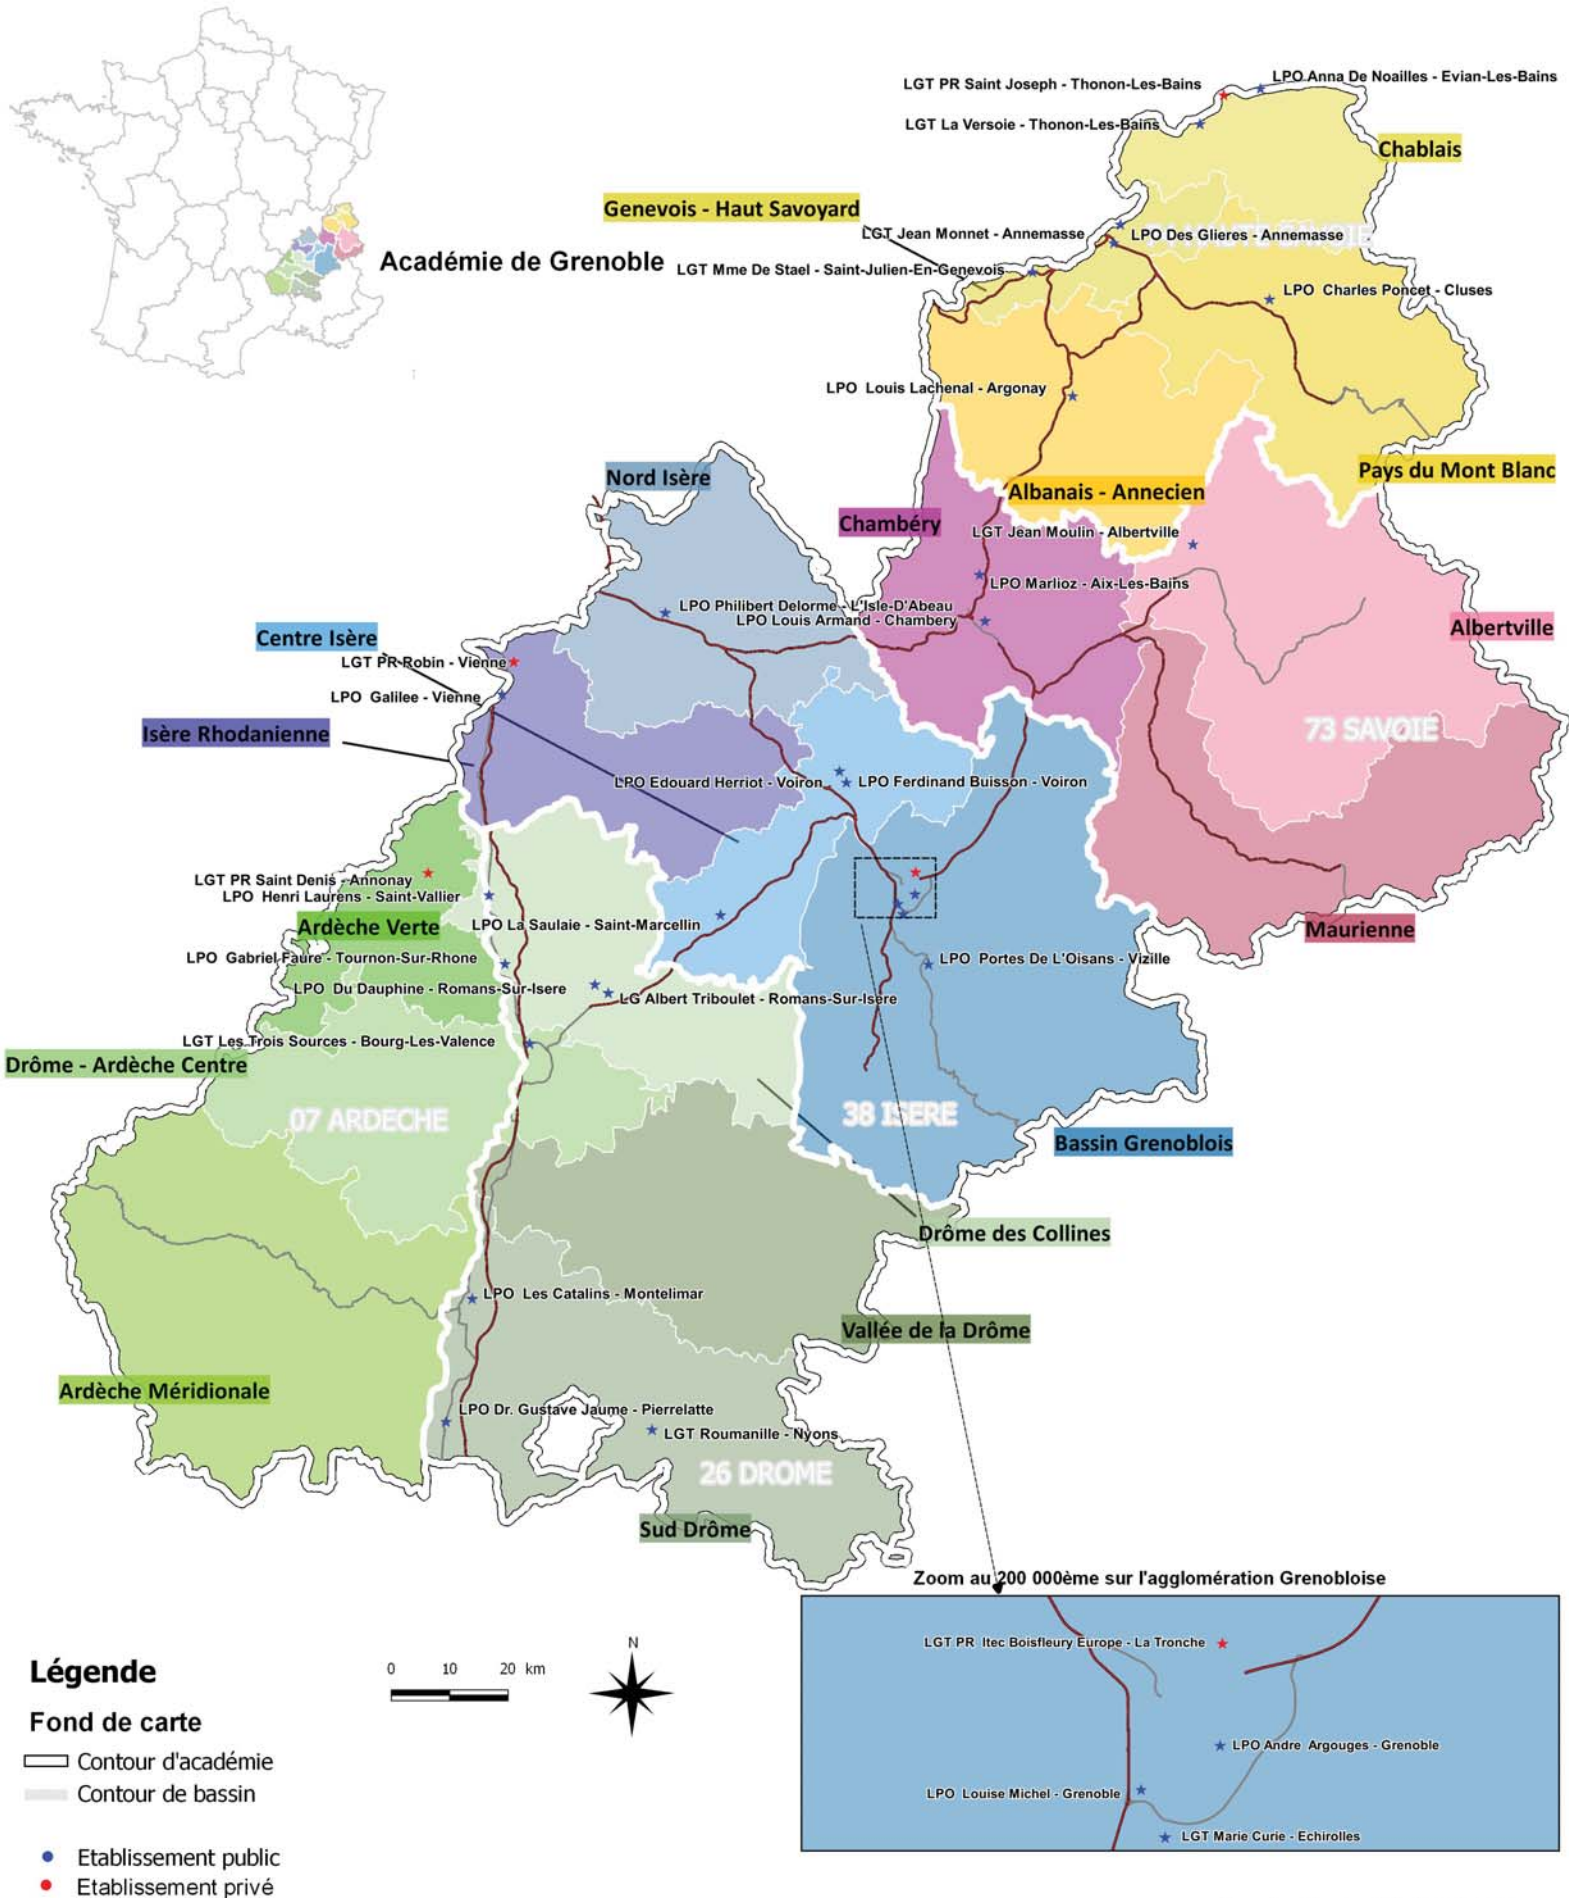 LPO Anna De Noailles - Evian-Les-Bains
LGT PR Saint Joseph - Thonon-Les-Bains
LGT La Versoie - Thonon-Les-Bains
Chablais
Genevois - Haut Savoyard
LGT Jean Monnet - Annemasse
LPO Des Glieres - Annemasse
Académie de Grenoble
LGT Mme De Stael - Saint-Julien-En-Genevois
LPO Charles Poncet - Cluses
LPO Louis Lachenal - Argonay
Pays du Mont Blanc
Nord Isère
Albanais - Annecien
Chambéry
LGT Jean Moulin - Albertville
LPO Marlioz - Aix-Les-Bains
LPO Philibert Delorme - L'Isle-D'Abeau
LPO Louis Armand - Chambery
Albertville
Centre Isère
LGT PR Robin - Vienne
LPO Galilee - Vienne
73 SAVOIE
Isère Rhodanienne
LPO Edouard Herriot - Voiron
LPO Ferdinand Buisson - Voiron
LGT PR Saint Denis - Annonay
LPO Henri Laurens - Saint-Vallier
Ardèche Verte
LPO La Saulaie - Saint-Marcellin
Maurienne
LPO Gabriel Faure - Tournon-Sur-Rhone
LPO Portes De L'Oisans - Vizille
LPO Du Dauphine - Romans-Sur-Isere
LG Albert Triboulet - Romans-Sur-Isere
LGT Les Trois Sources - Bourg-Les-Valence
Drôme - Ardèche Centre
07 ARDECHE
38 ISERE
Bassin Grenoblois
Drôme des Collines
LPO Les Catalins - Montelimar
Vallée de la Drôme
Ardèche Méridionale
LPO Dr. Gustave Jaume - Pierrelatte
LGT Roumanille - Nyons
26 DROME
Sud Drôme
Zoom au 200 000ème sur l'agglomération Grenobloise
LGT PR Itec Boisfleury Europe - La Tronche
LPO Andre Argouges - Grenoble
LPO Louise Michel - Grenoble
LGT Marie Curie - Echirolles
N
0 10 20 km
Légende
Fond de carte
Contour d'académie
Contour de bassin
Etablissement public
Etablissement privé